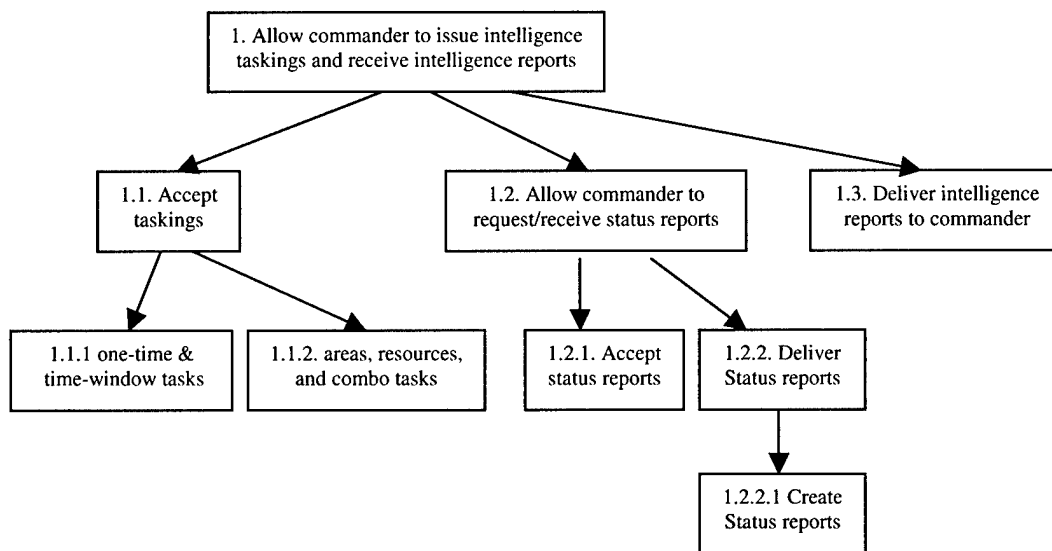 1. Allow commander to issue intelligence
taskings and receive intelligence reports
1.1. Accept
taskings
1.2. Allow commander to
request/receive status reports
1.3. Deliver intelligence
reports to commander
1.1.1 one-time &
time-window tasks
1.1.2. areas, resources,
and combo tasks
1.2.1. Accept
status reports
1.2.2. Deliver
Status reports
1.2.2.1 Create
Status reports